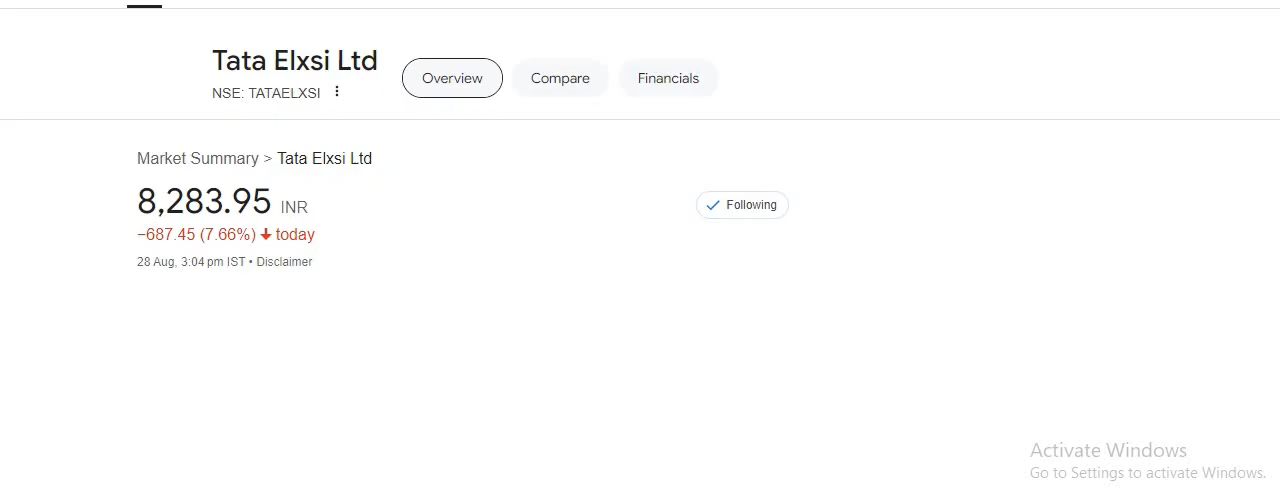 Tata Elxsi Ltd
NSE: TATAELXSI
Overview
Compare
Financials
Market Summary > Tata Elxsi Ltd
8,283.95 INR
Following
−687.45 (7.66%) today
28 Aug, 3:04 pm IST • Disclaimer
Activate Windows
Go to Settings to activate Windows.